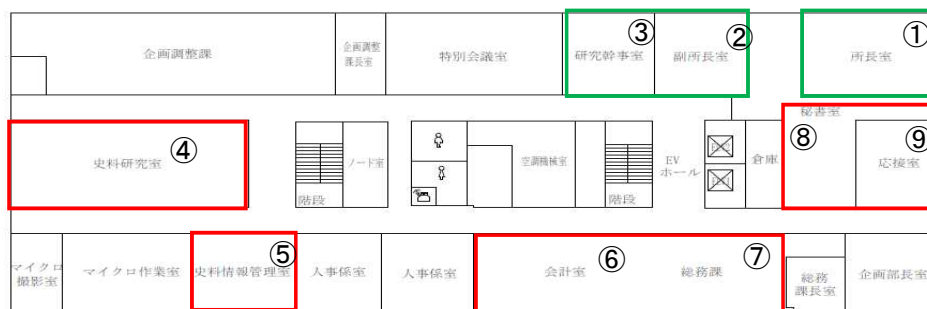 企画調整課
企画調整
課長室
特別会議室
③
研究幹事室
②
副所長室
①
所長室
秘書室
④
史料研究室
ノード室
階段
空調機械室
階段
EV
ホール
倉庫
⑧
⑨
応接室
マイクロ
撮影室
マイクロ作業室
⑤
史料情報管理室
人事係室
人事係室
⑥
会計室
⑦
総務課
総務
課長室
企画部長室